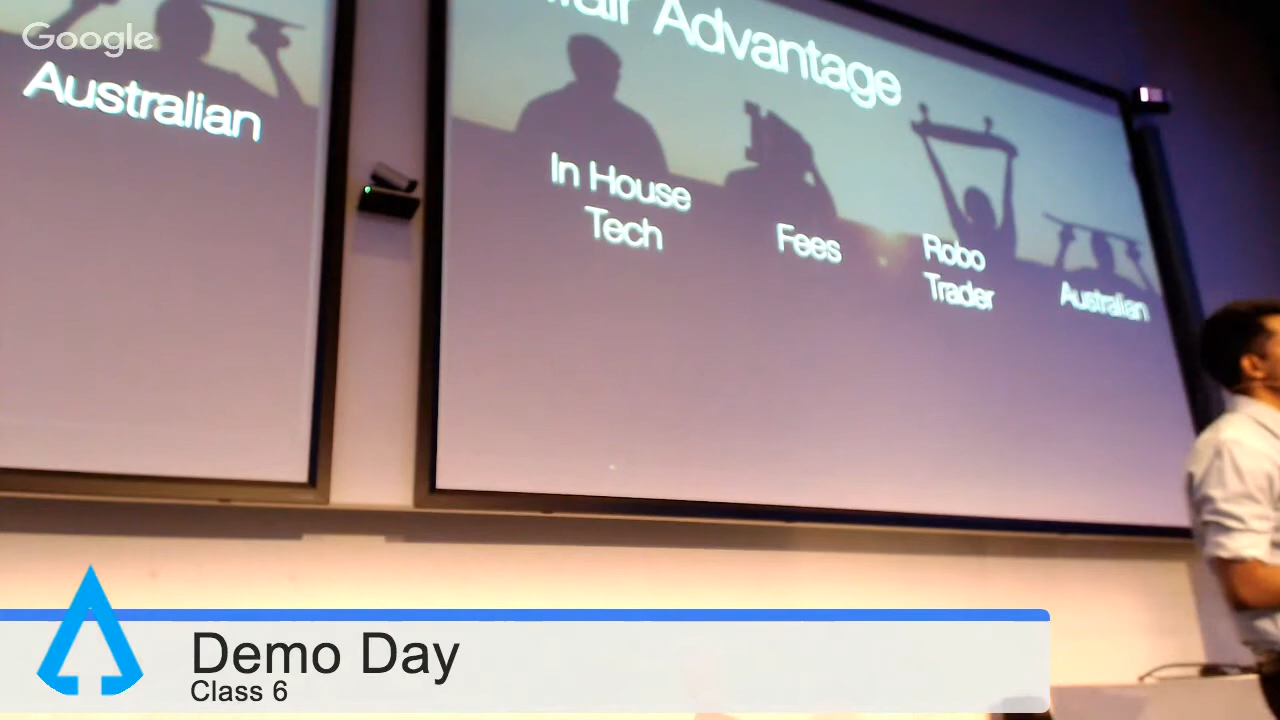 Google
Australian
Advantage
In House
Tech
Fees
Robo
Trader
Australian
Demo Day
Class 6